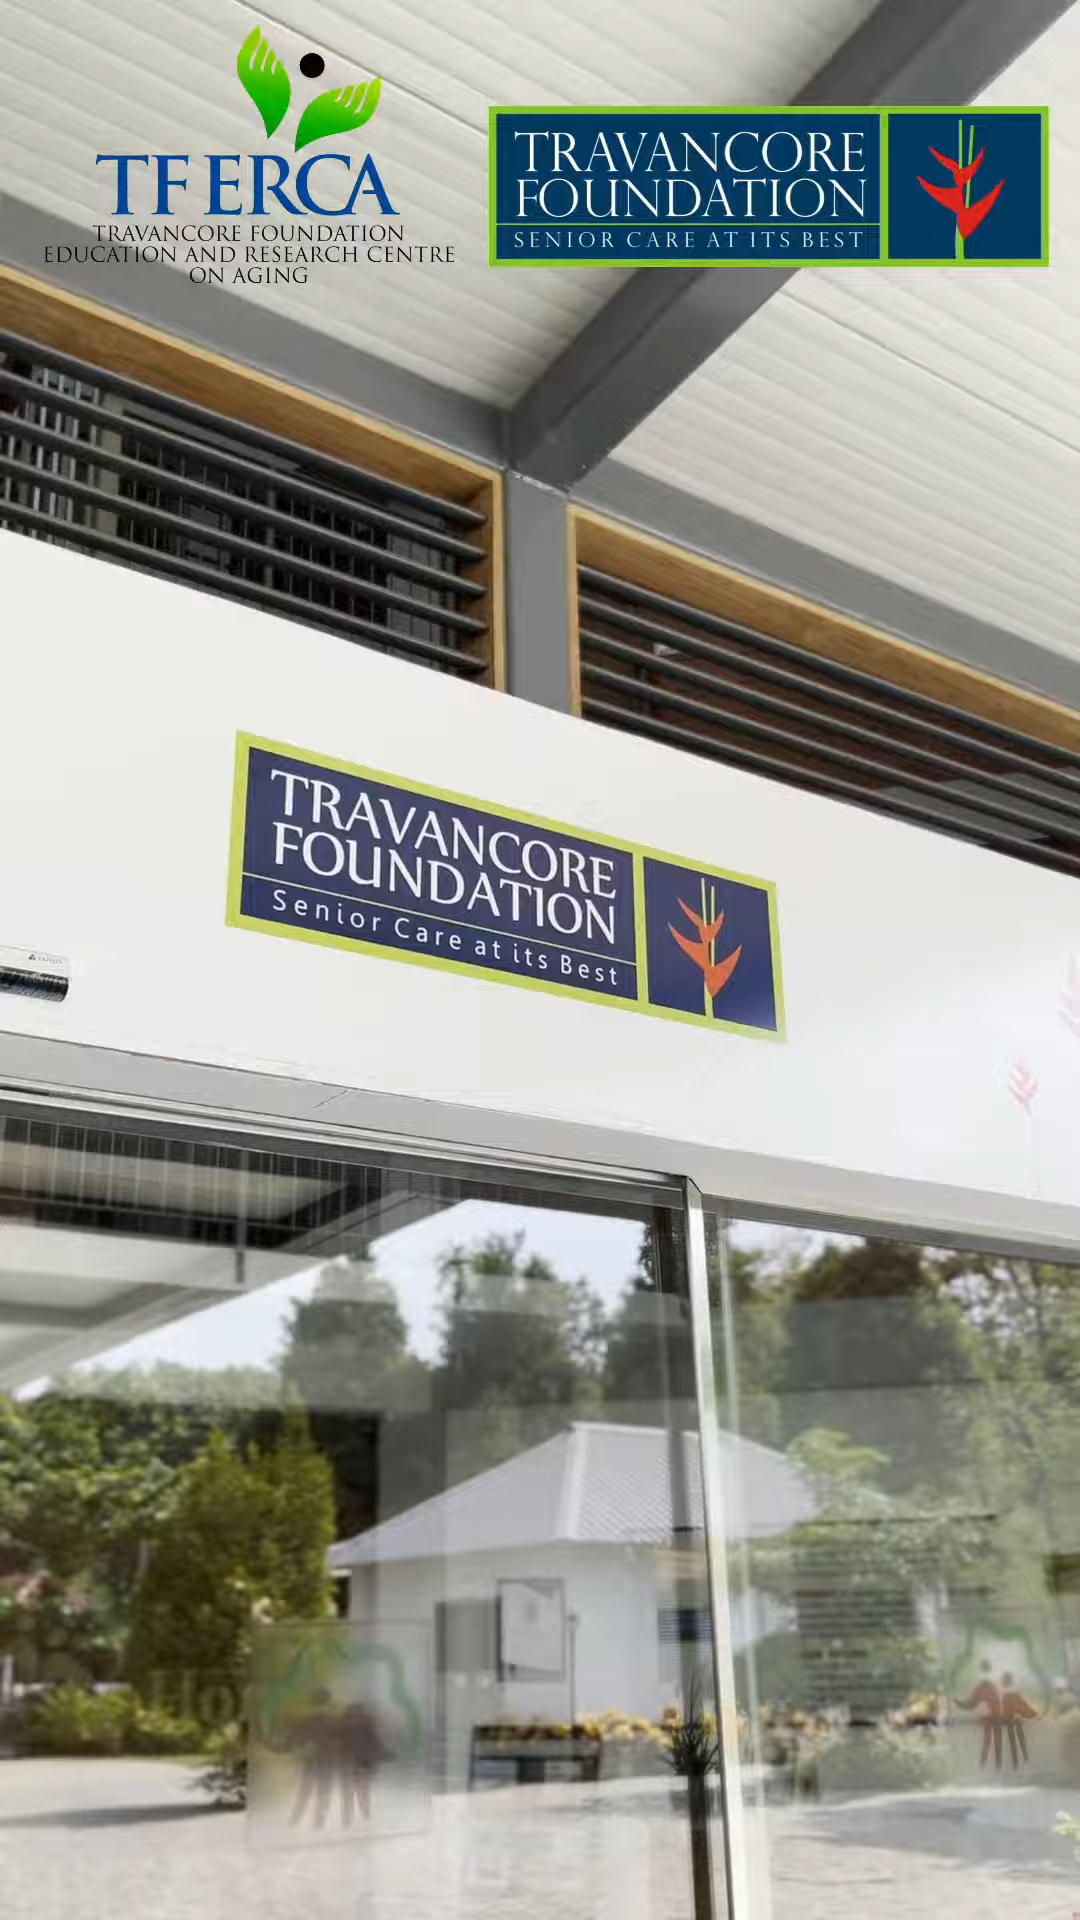 TF ERCA
TRAVANCORE FOUNDATION
EDUCATION AND RESEARCH CENTRE
ON AGING
TRAVANCORE
FOUNDATION
SENIOR CARE AT ITS BEST
TRAVANCORE
FOUNDATION
Senior Care at its Best